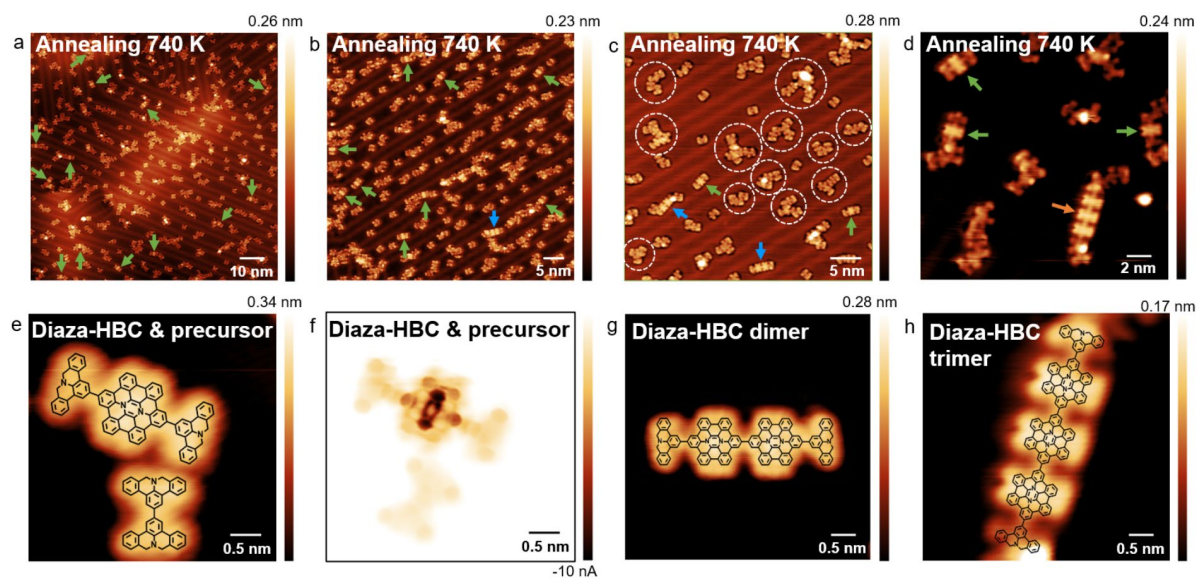 0.26 nm
a
Annealing 740 K
10 nm
0.23 nm
b
Annealing 740 K
5 nm
0.28 nm
c
Annealing 740 K
5 nm
0.24 nm
d
Annealing 740 K
2 nm
0.34 nm
e
Diaza-HBC & precursor
N
N
N
N
N
N
0.5 nm
f
Diaza-HBC & precursor
0.5 nm
-10 nA
0.28 nm
g
Diaza-HBC dimer
0.5 nm
0.17 nm
h
Diaza-HBC
trimer
0.5 nm